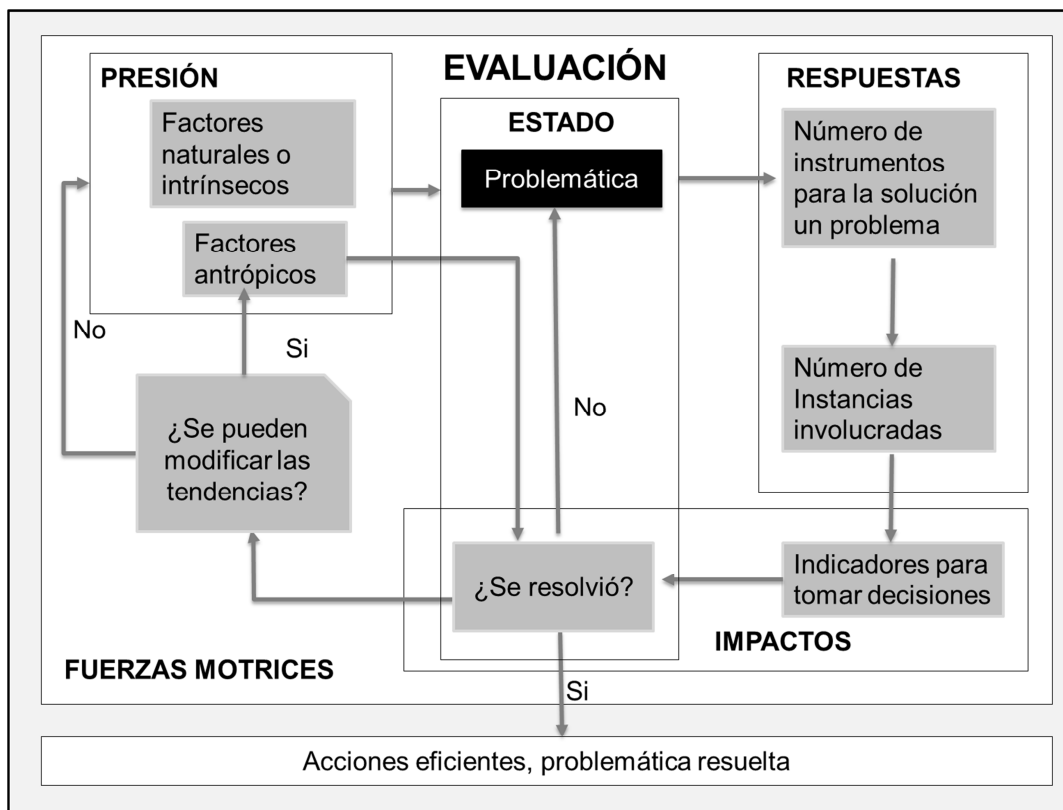 EVALUACIÓN
PRESIÓN
Factores
naturales o
intrínsecos
Factores
antrópicos
No
Si
¿Se pueden
modificar las
tendencias?
FUERZAS MOTRICES
ESTADO
Problemática
No
¿Se resolvió?
Si
RESPUESTAS
Número de
instrumentos
para la solución
un problema
Número de
Instancias
involucradas
Indicadores para
tomar decisiones
IMPACTOS
Acciones eficientes, problemática resuelta